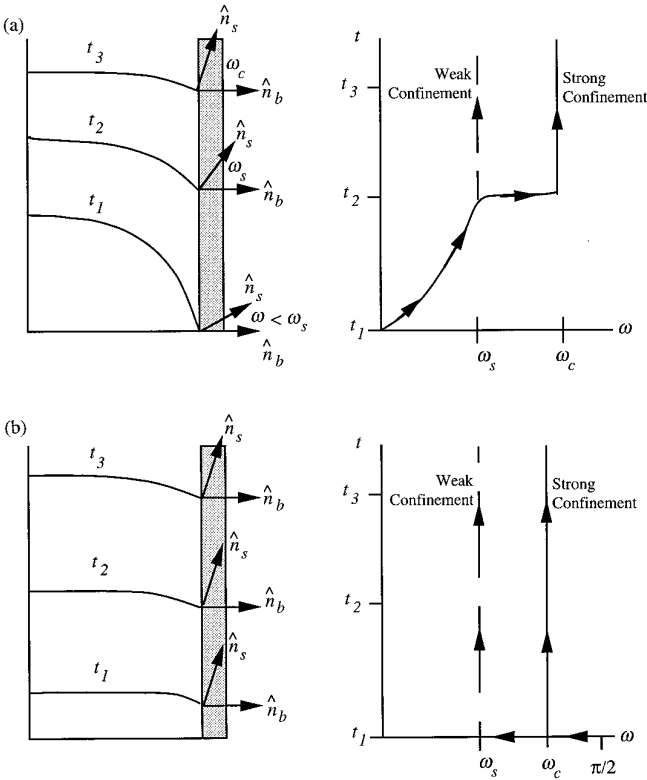 (a)
n̂s
t3
ωc
n̂b
t2
n̂s
ωs
n̂b
t1
n̂s
ω < ωs
n̂b
t
t3
Weak
Confinement
Strong
Confinement
t2
t1
ω
ωs
ωc
(b)
n̂s
t3
n̂b
n̂s
t2
n̂b
n̂s
t1
n̂b
t
t3
Weak
Confinement
Strong
Confinement
t2
t1
ω
ωs
ωc
π/2